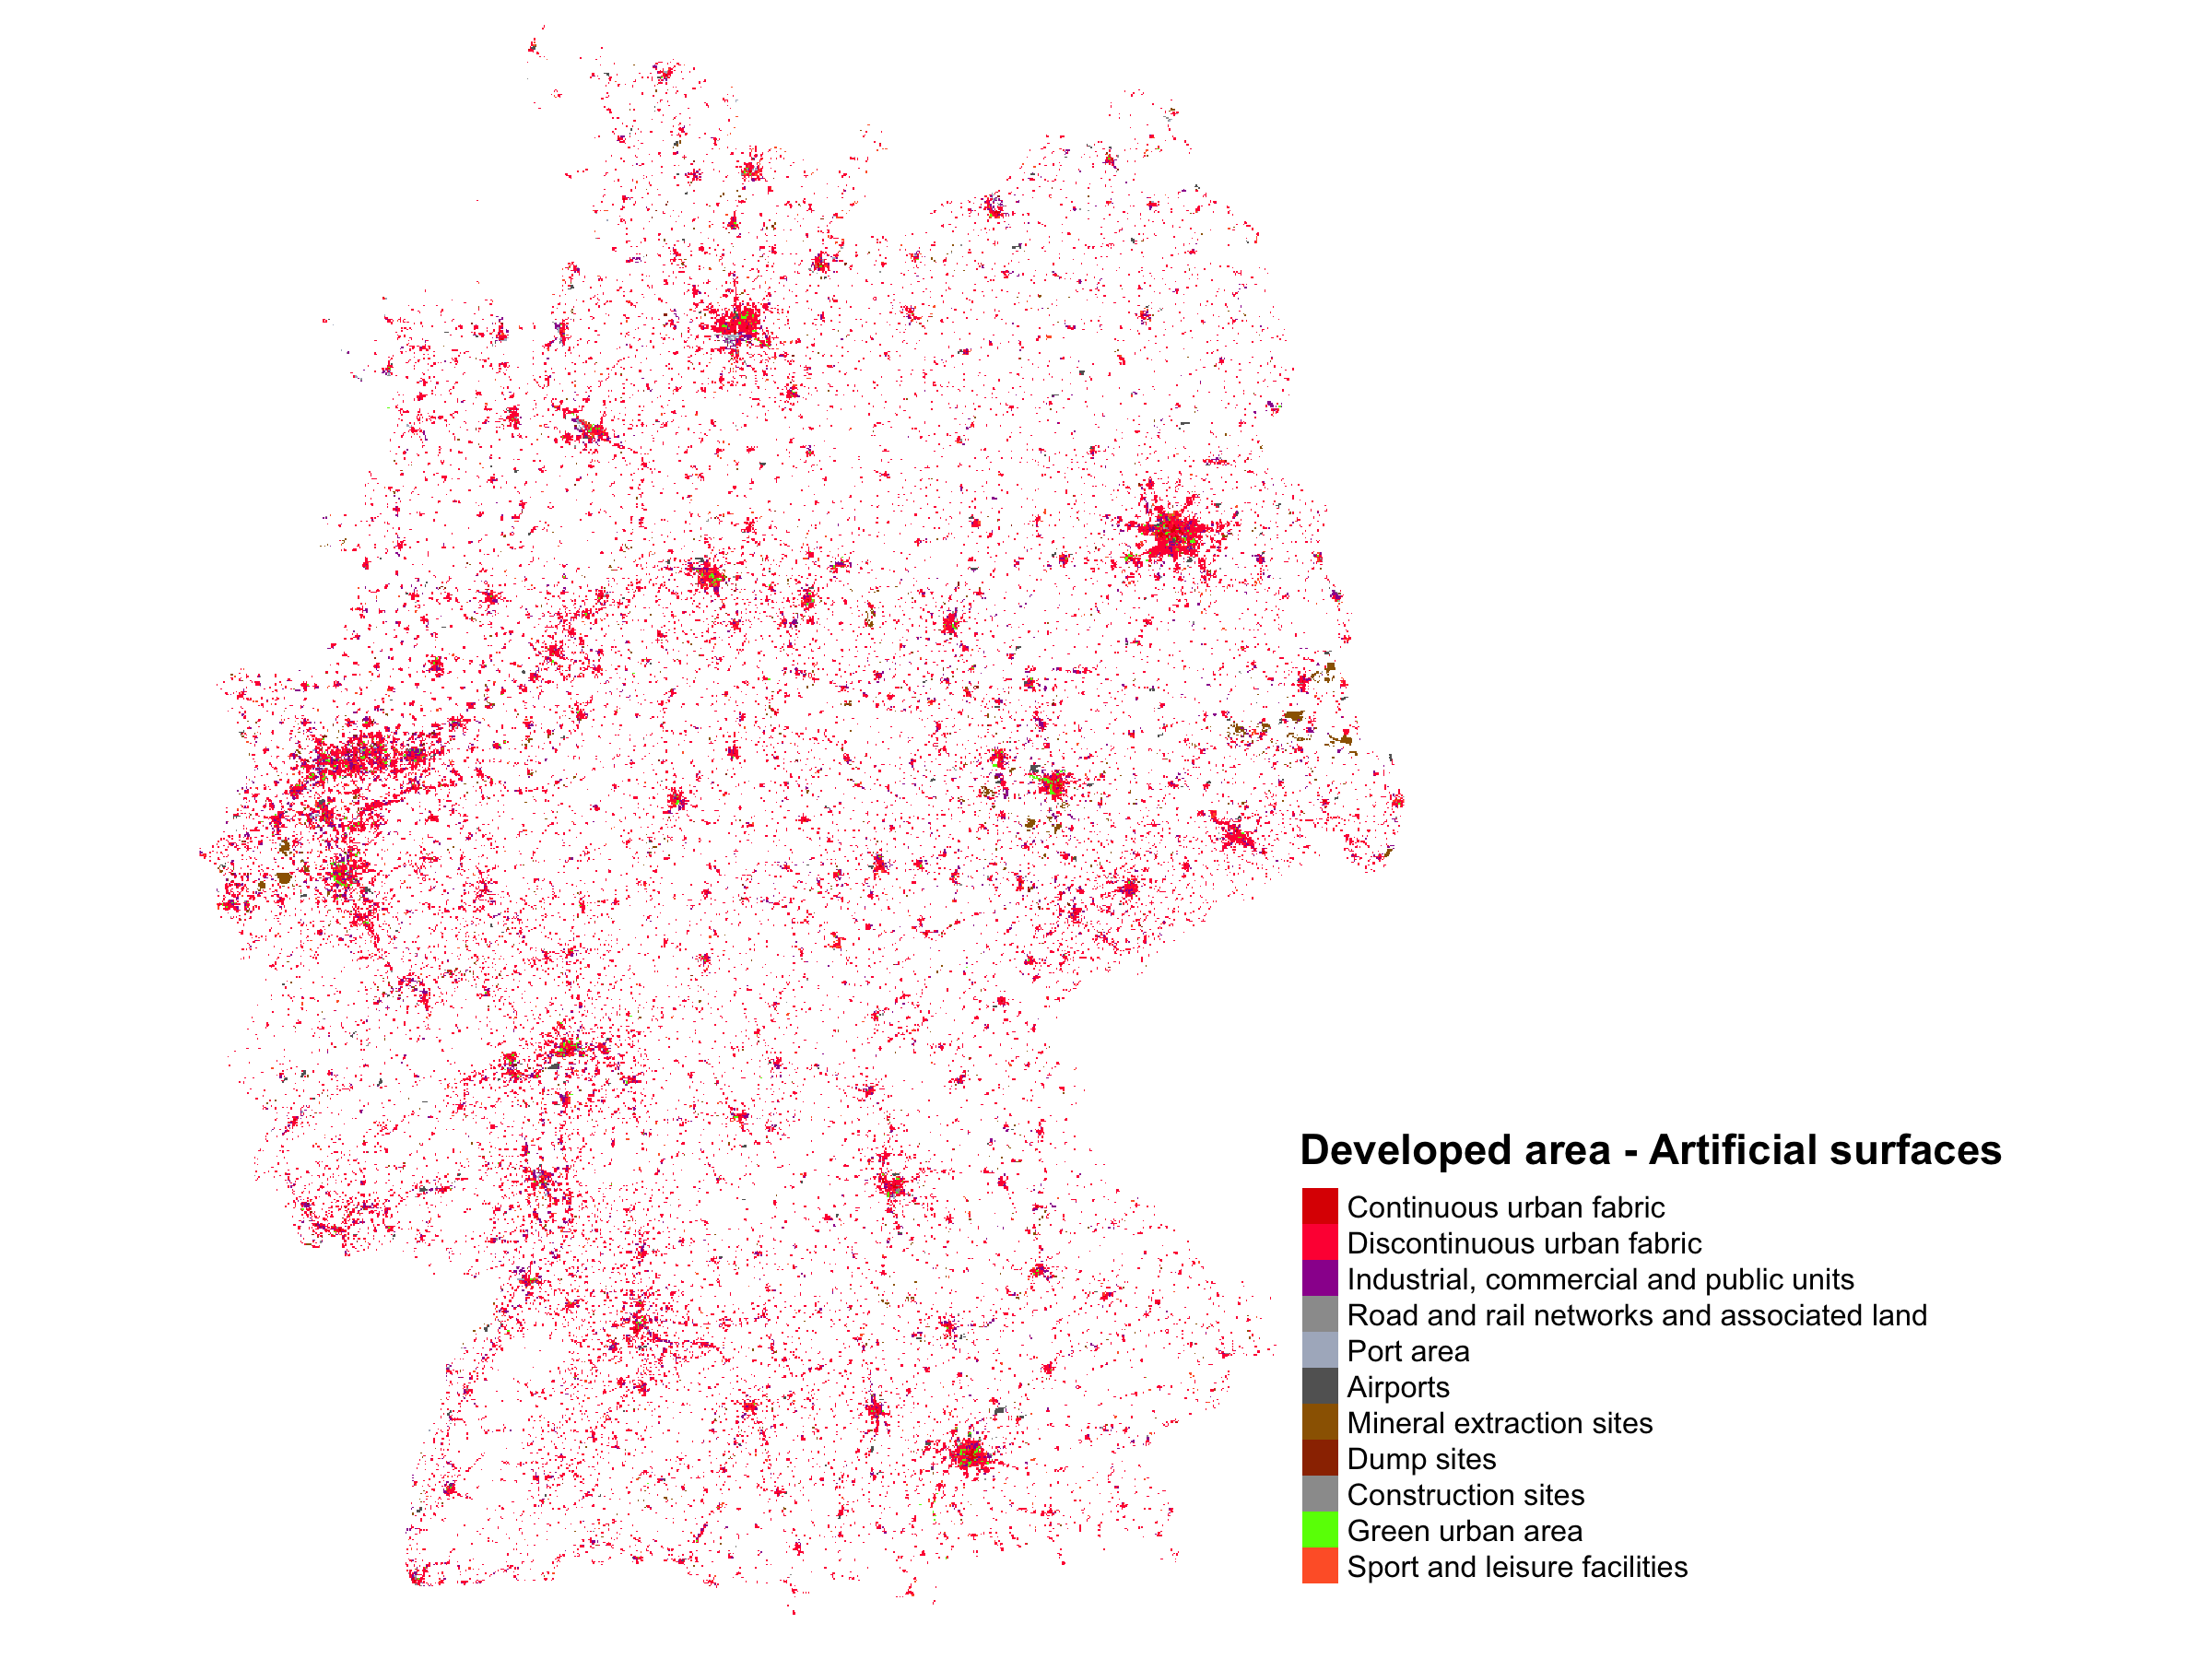 Developed area - Artificial surfaces
Continuous urban fabric
Discontinuous urban fabric
Industrial, commercial and public units
Road and rail networks and associated land
Port area
Airports
Mineral extraction sites
Dump sites
Construction sites
Green urban area
Sport and leisure facilities